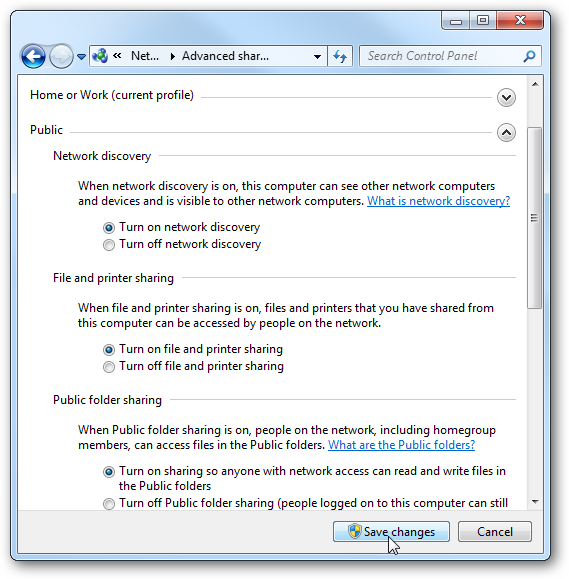 « Net... ▸ Advanced shar... Search Control Panel
Home or Work (current profile)
Public
Network discovery
When network discovery is on, this computer can see other network computers
and devices and is visible to other network computers. What is network discovery?
Turn on network discovery
Turn off network discovery
File and printer sharing
When file and printer sharing is on, files and printers that you have shared from
this computer can be accessed by people on the network.
Turn on file and printer sharing
Turn off file and printer sharing
Public folder sharing
When Public folder sharing is on, people on the network, including homegroup
members, can access files in the Public folders. What are the Public folders?
Turn on sharing so anyone with network access can read and write files in
the Public folders
Turn off Public folder sharing (people logged on to this computer can still
Save changes Cancel